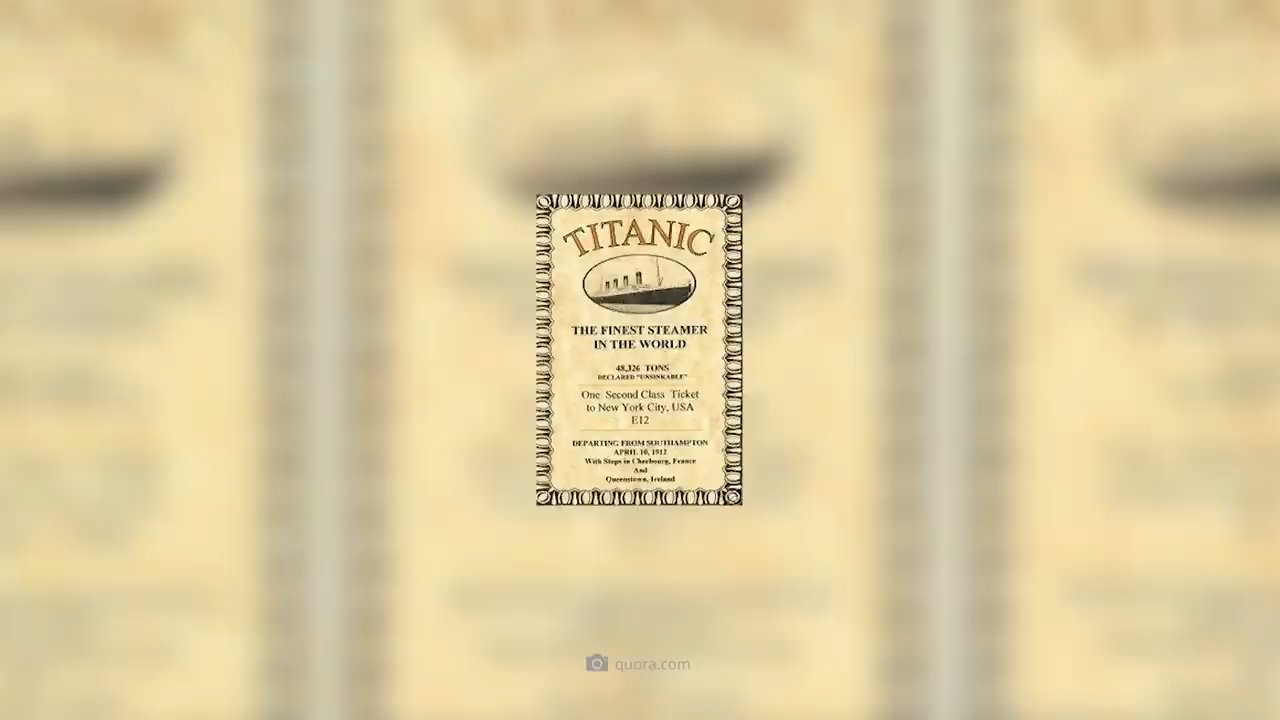 TITANIC
THE FINEST STEAMER
IN THE WORLD
48,326 TONS
DECLARED "UNSINKABLE"
One Second Class Ticket
to New York City, USA
E12
DEPARTING FROM SOUTHAMPTON
APRIL 10, 1912
With Stops in Cherbourg, France
And
Queenstown, Ireland
quora.com